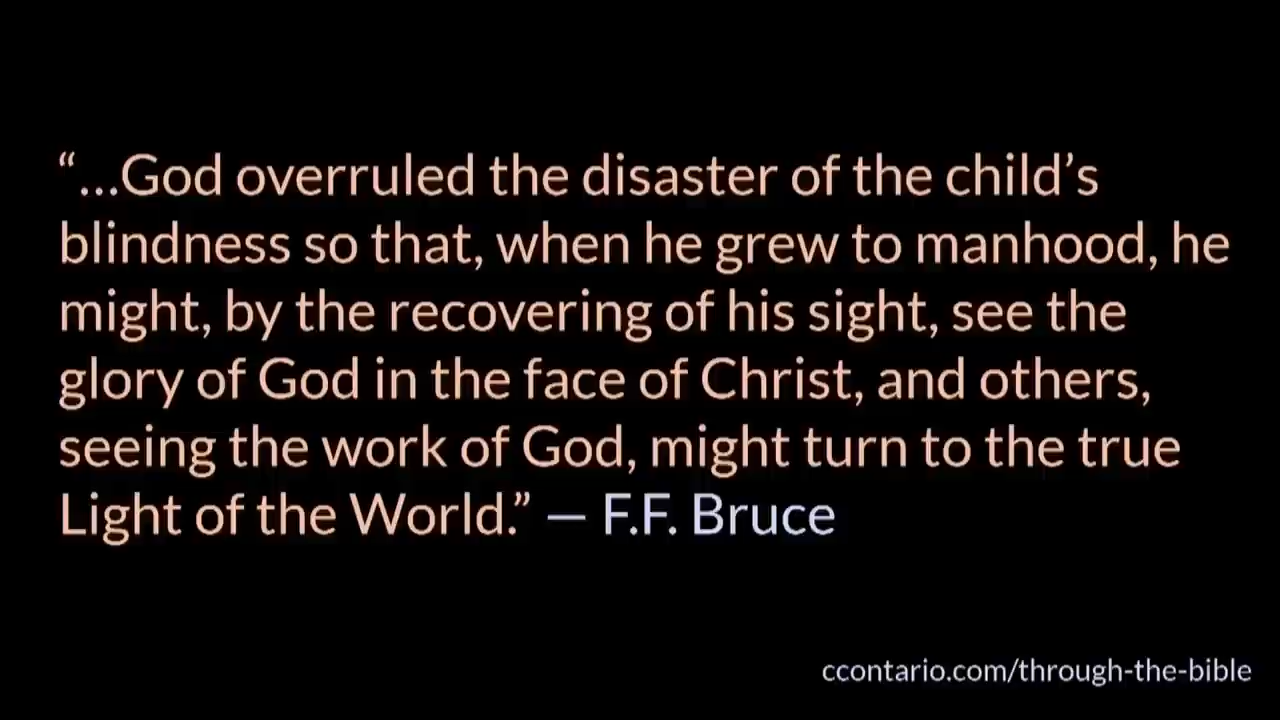 “...God overruled the disaster of the child’s
blindness so that, when he grew to manhood, he
might, by the recovering of his sight, see the
glory of God in the face of Christ, and others,
seeing the work of God, might turn to the true
Light of the World.” — F.F. Bruce
ccontario.com/through-the-bible